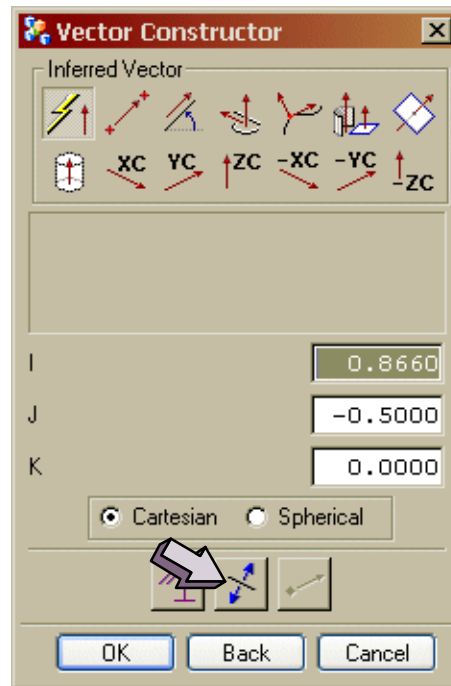 Vector Constructor
Inferred Vector
XC YC ZC -XC -YC -ZC
I 0.8660
J -0.5000
K 0.0000
Cartesian Spherical
OK Back Cancel